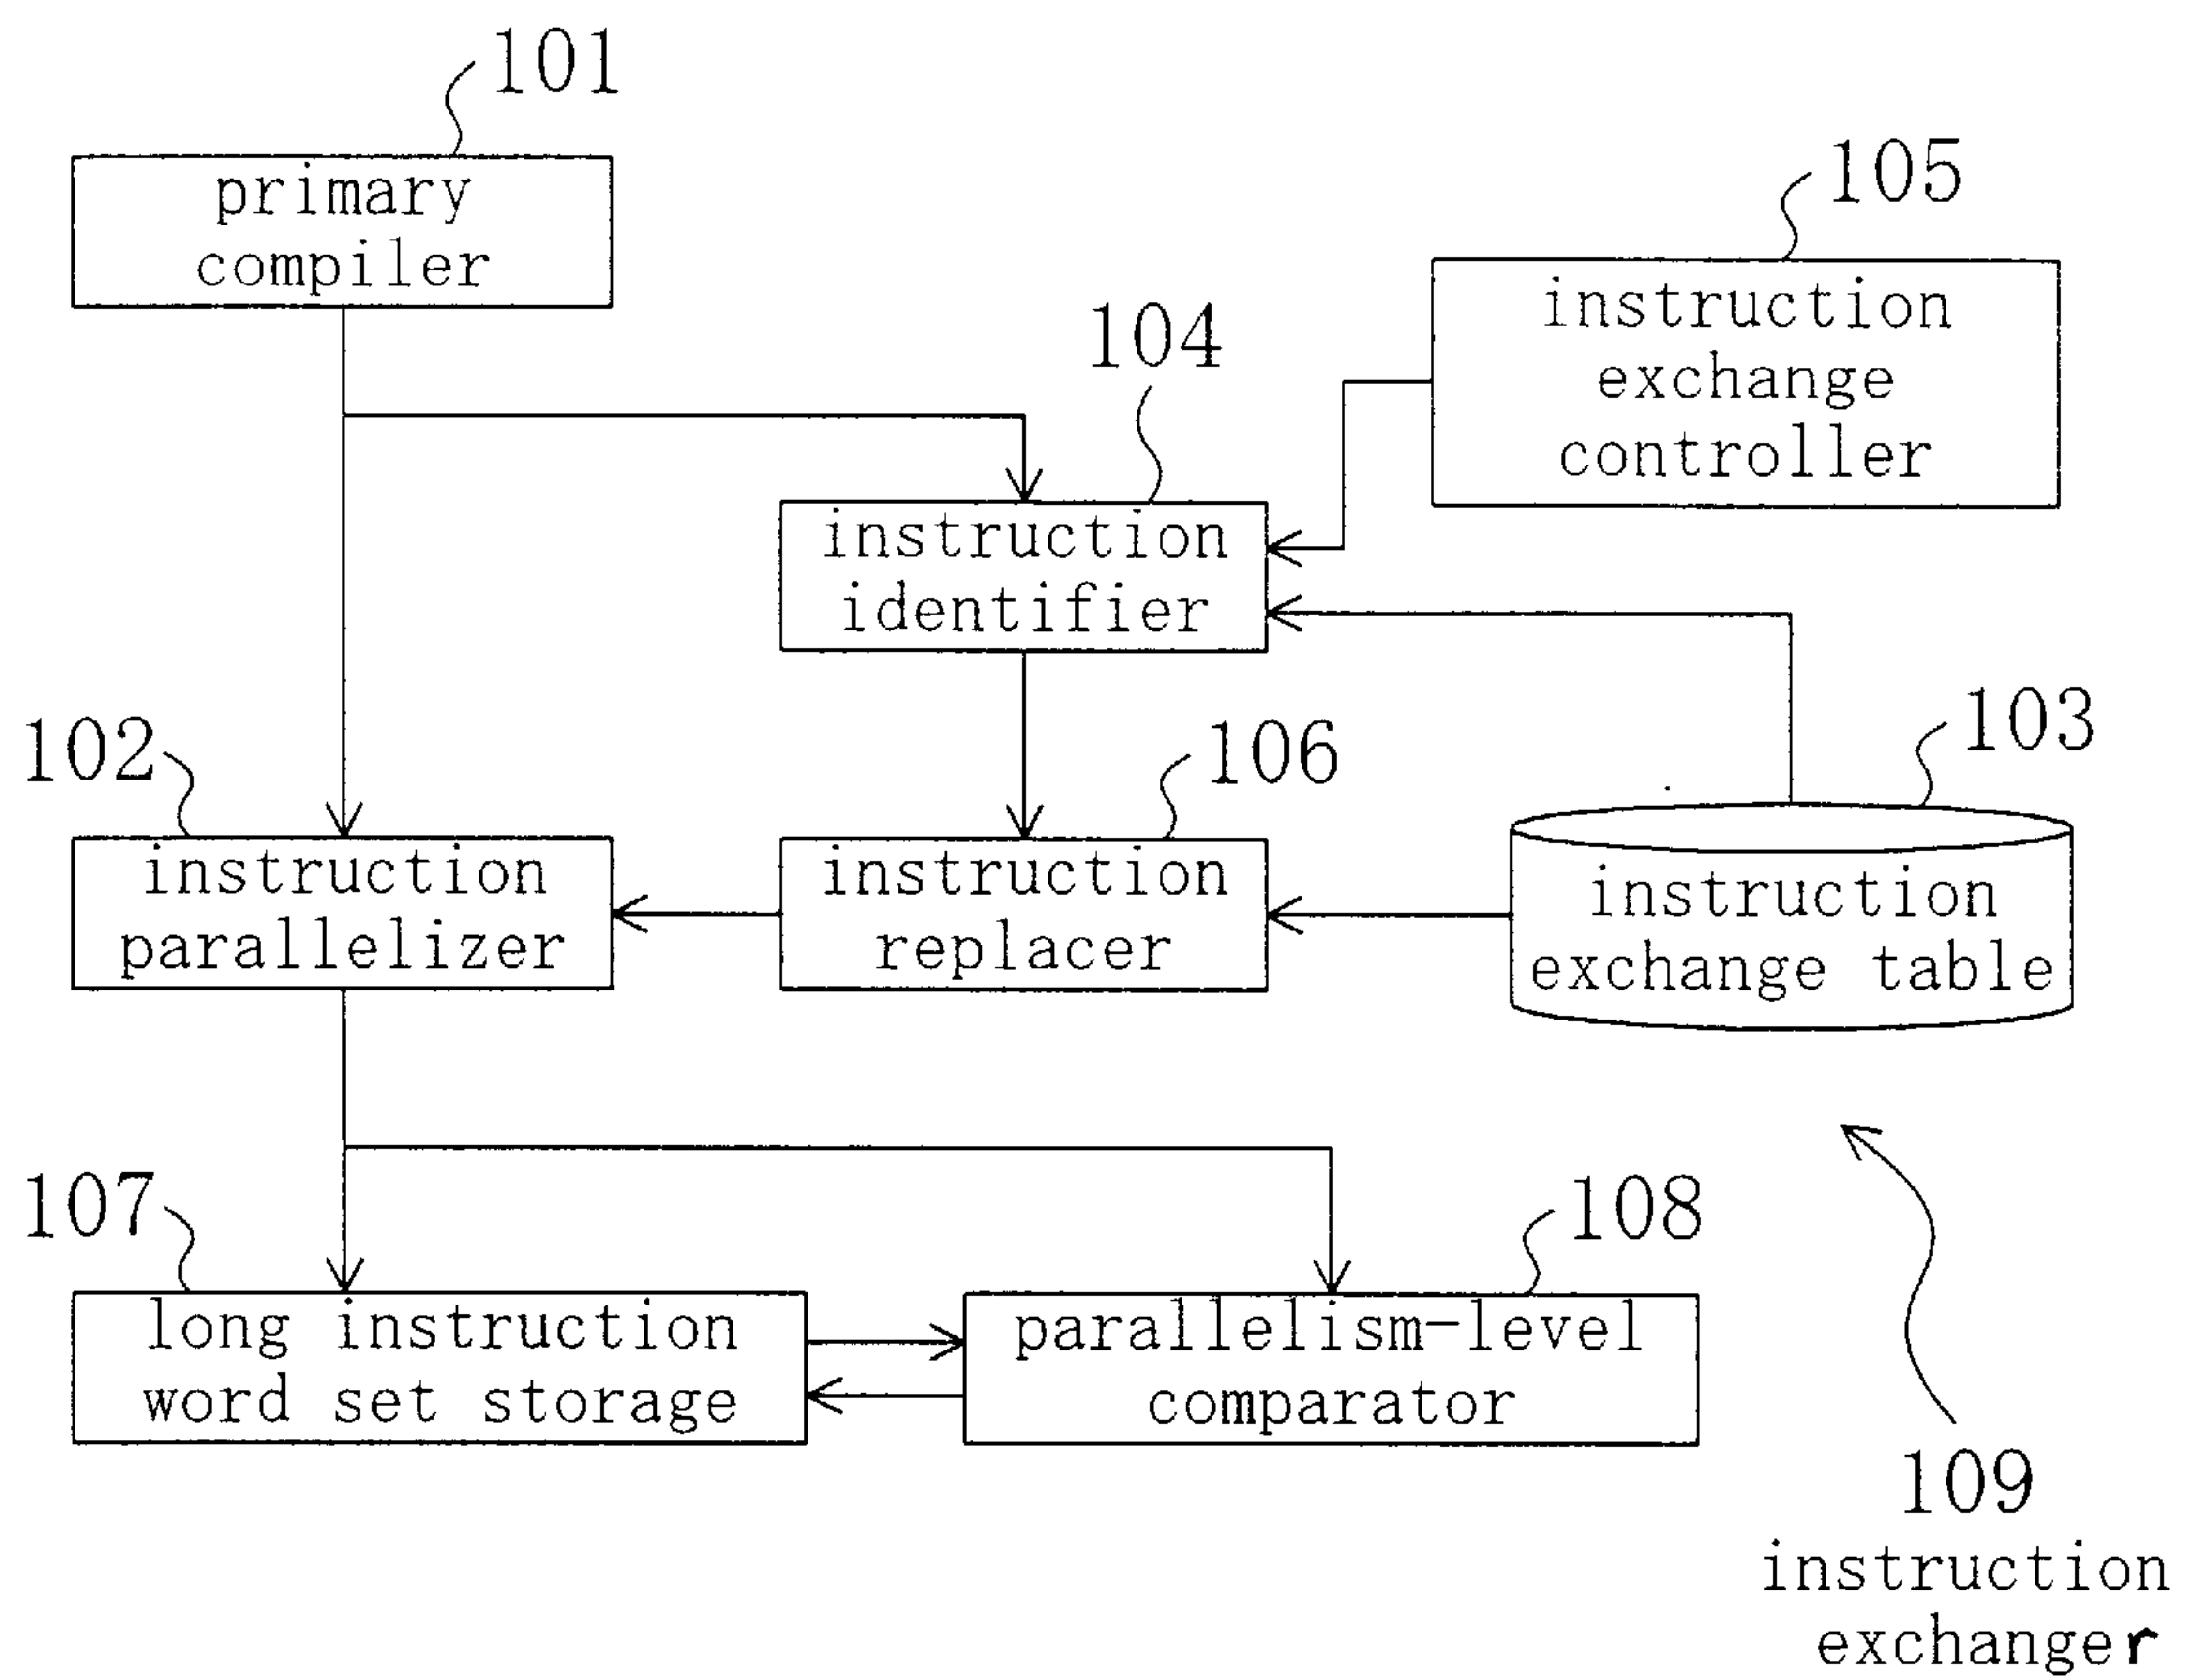 101
primary
compiler
105
instruction
exchange
controller
104
instruction
identifier
102
instruction
parallelizer
106
instruction
replacer
103
instruction
exchange table
107
long instruction
word set storage
108
parallelism-level
comparator
109
instruction
exchanger